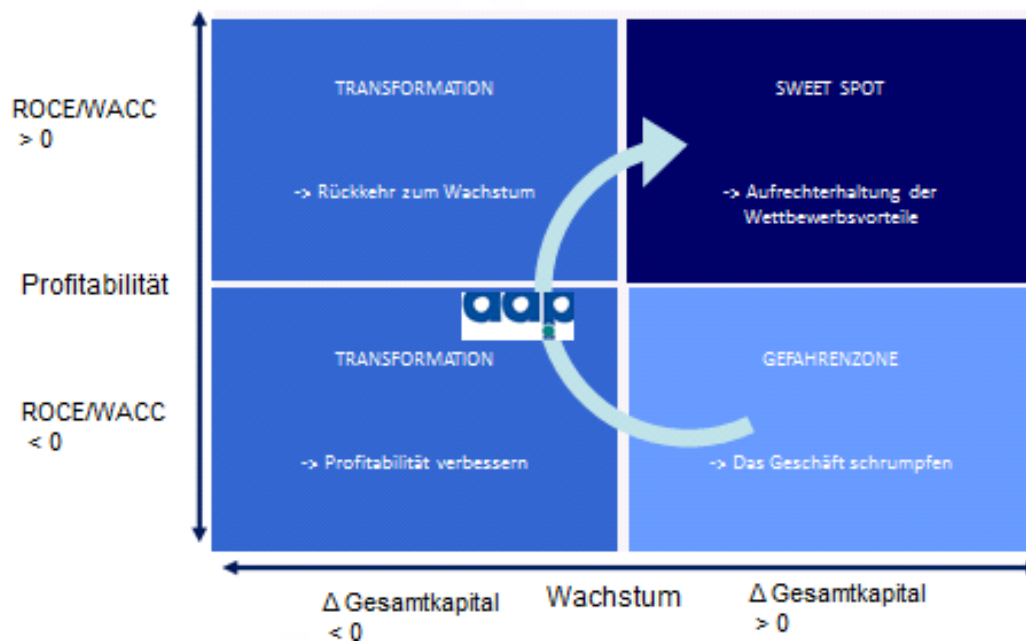 TRANSFORMATION
SWEET SPOT
ROCE/WACC
> 0
-> Rückkehr zum Wachstum
-> Aufrechterhaltung der
Wettbewerbsvorteile
Profitabilität
aap
TRANSFORMATION
GEFAHRENZONE
ROCE/WACC
< 0
-> Profitabilität verbessern
-> Das Geschäft schrumpfen
Δ Gesamtkapital
< 0
Wachstum
Δ Gesamtkapital
> 0